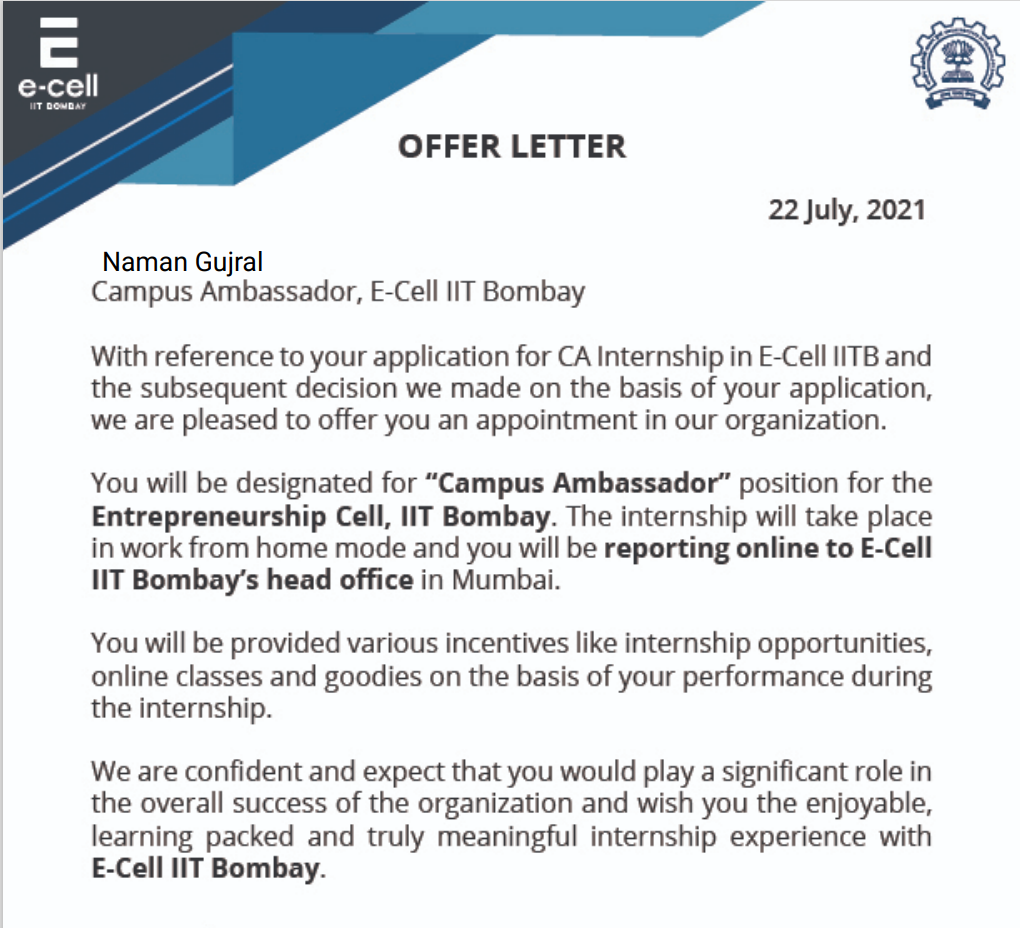 e-cell
IIT BOMBAY
OFFER LETTER
22 July, 2021
Naman Gujral
Campus Ambassador, E-Cell IIT Bombay
With reference to your application for CA Internship in E-Cell IITB and
the subsequent decision we made on the basis of your application,
we are pleased to offer you an appointment in our organization.
You will be designated for “Campus Ambassador” position for the
Entrepreneurship Cell, IIT Bombay. The internship will take place
in work from home mode and you will be reporting online to E-Cell
IIT Bombay’s head office in Mumbai.
You will be provided various incentives like internship opportunities,
online classes and goodies on the basis of your performance during
the internship.
We are confident and expect that you would play a significant role in
the overall success of the organization and wish you the enjoyable,
learning packed and truly meaningful internship experience with
E-Cell IIT Bombay.